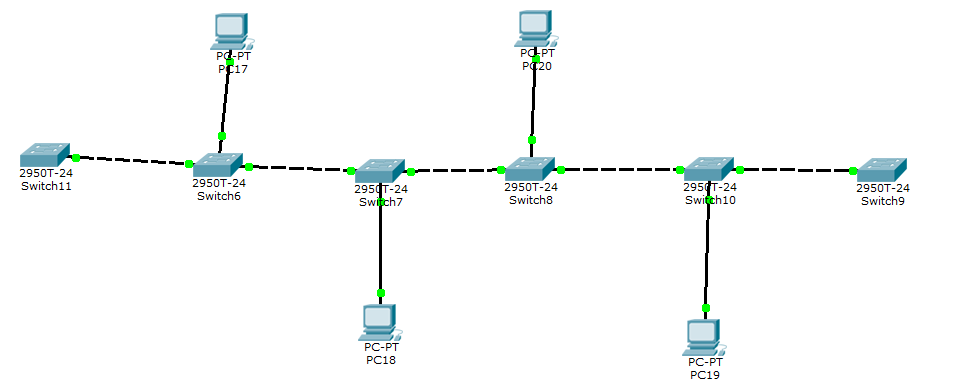 PC-PT
PC17
PC-PT
PC20
2950T-24
Switch11
2950T-24
Switch6
2950T-24
Switch7
2950T-24
Switch8
2950T-24
Switch10
2950T-24
Switch9
PC-PT
PC18
PC-PT
PC19